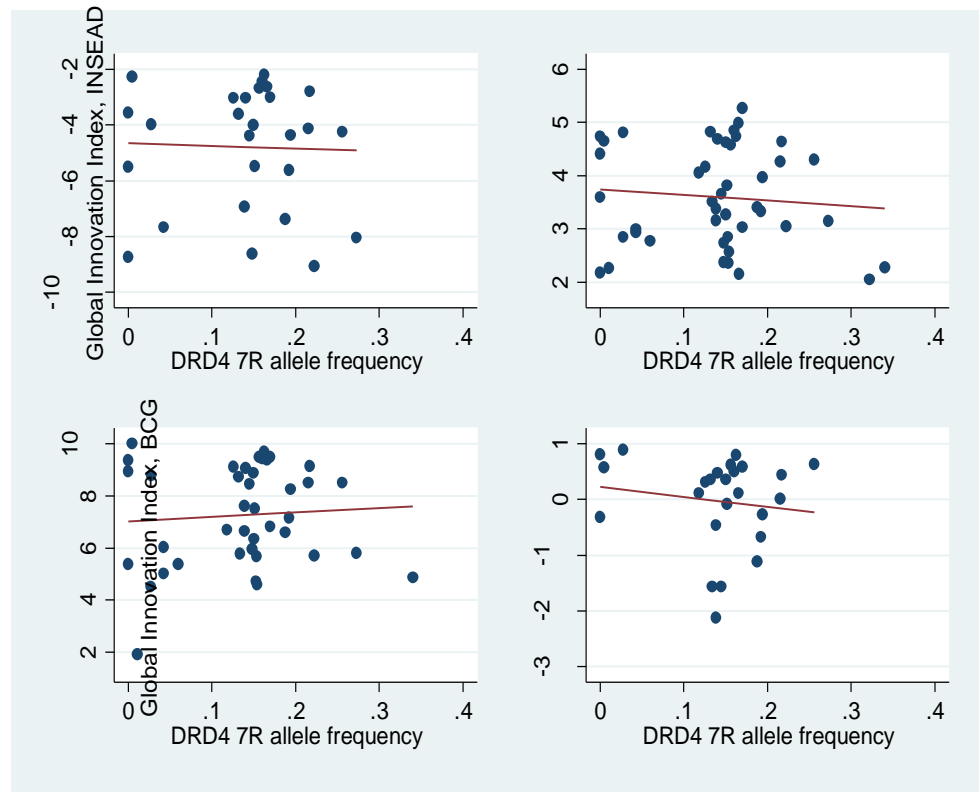 Global Innovation Index, INSEAD
-2
-4
-6
-8
-10
0 .1 .2 .3 .4
DRD4 7R allele frequency
6
5
4
3
2
0 .1 .2 .3 .4
DRD4 7R allele frequency
Global Innovation Index, BCG
10
8
6
4
2
0 .1 .2 .3 .4
DRD4 7R allele frequency
1
0
-1
-2
-3
0 .1 .2 .3 .4
DRD4 7R allele frequency